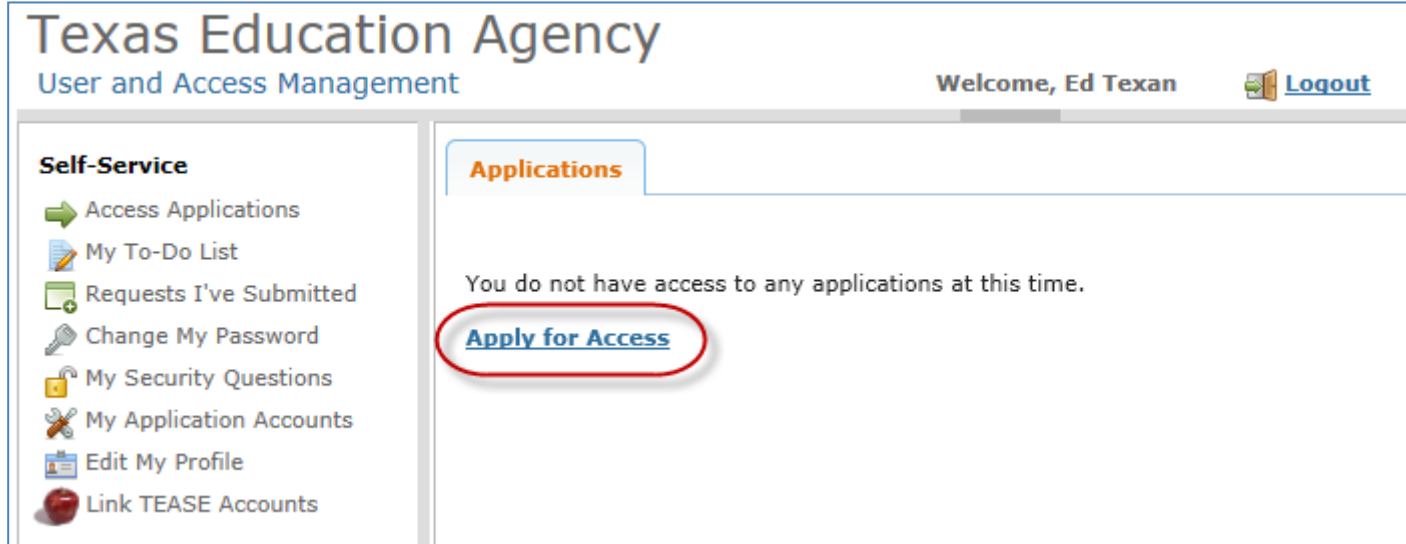 Texas Education Agency
User and Access Management
Welcome, Ed Texan
Logout
Self-Service
Access Applications
My To-Do List
Requests I've Submitted
Change My Password
My Security Questions
My Application Accounts
Edit My Profile
Link TEASE Accounts
Applications
You do not have access to any applications at this time.
Apply for Access